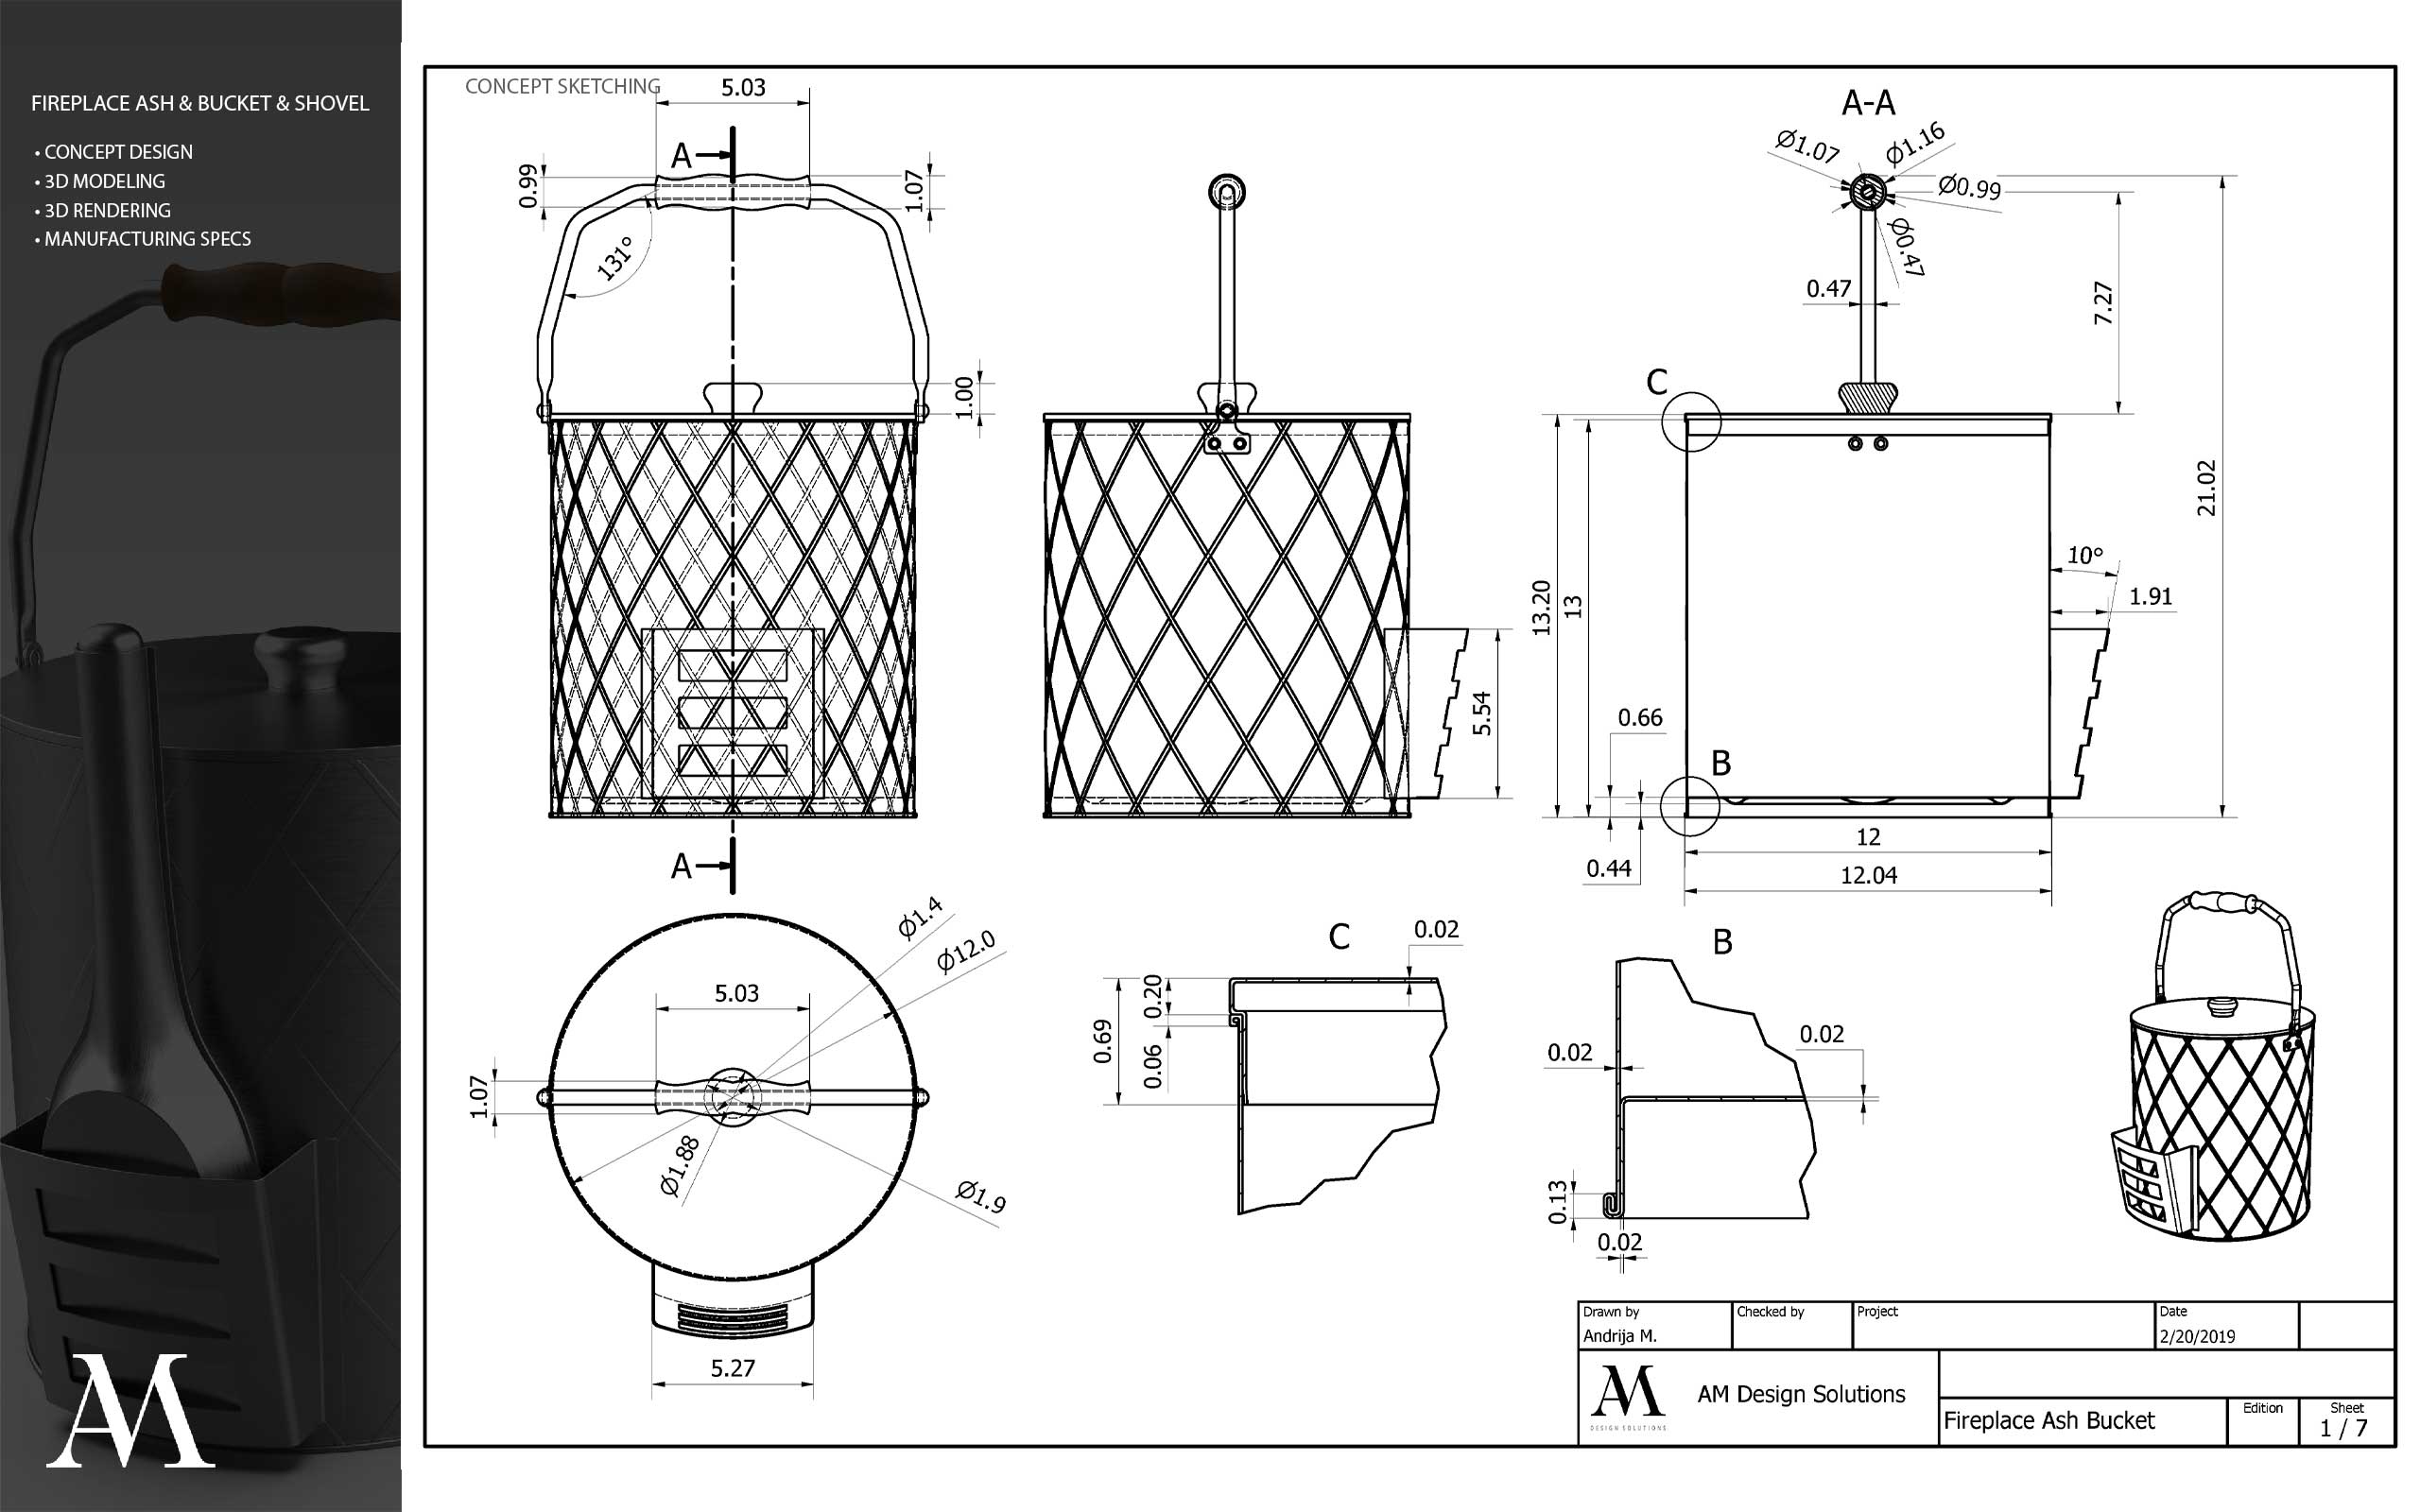 FIREPLACE ASH & BUCKET & SHOVEL
• CONCEPT DESIGN
• 3D MODELING
• 3D RENDERING
• MANUFACTURING SPECS
AM
CONCEPT SKETCHING
5.03
A
0.99
1.07
131°
1.00
A
5.54
A-A
Ø1.07
Ø1.16
Ø0.99
Ø0.47
0.47
7.27
21.02
C
13.20
13
10°
1.91
0.66
B
0.44
12
12.04
Ø1.4
Ø12.0
5.03
1.07
Ø1.88
Ø1.9
5.27
C
0.02
0.20
0.69
0.06
B
0.02
0.02
0.13
0.02
Drawn by
Andrija M.
Checked by
Project
Date
2/20/2019
AM
DESIGN SOLUTIONS
AM Design Solutions
Fireplace Ash Bucket
Edition
Sheet
1 / 7